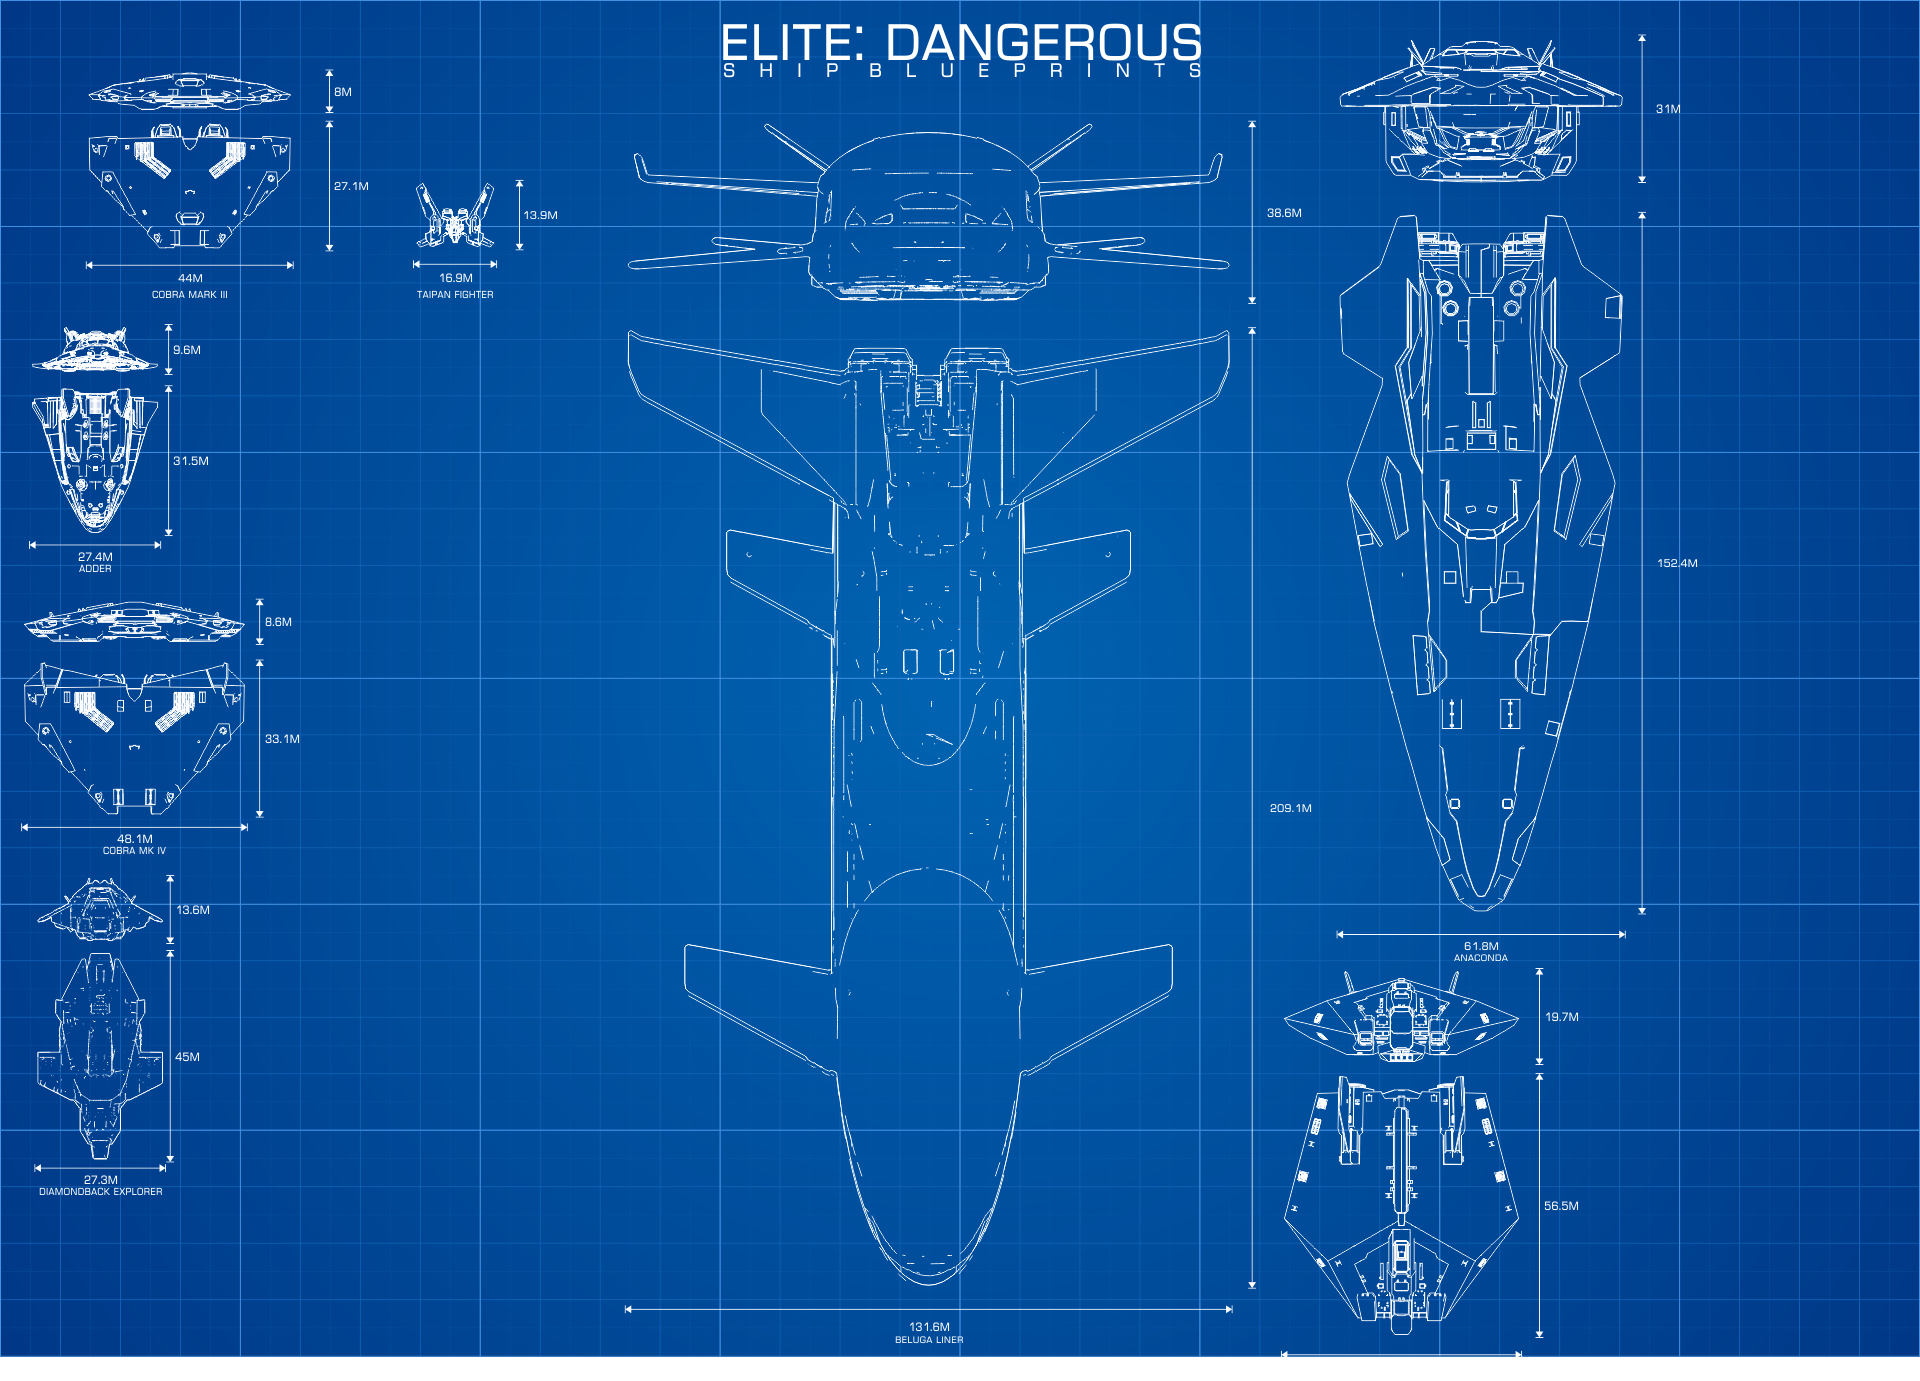 ELITE: DANGEROUS
SHIP BLUEPRINTS
8M
27.1M
44M
COBRA MARK III
13.9M
16.9M
TAIPAN FIGHTER
9.6M
31.5M
27.4M
ADDER
8.6M
33.1M
48.1M
COBRA MK IV
13.6M
45M
27.3M
DIAMONDBACK EXPLORER
38.6M
209.1M
131.6M
BELUGA LINER
31M
152.4M
61.8M
ANACONDA
19.7M
56.5M